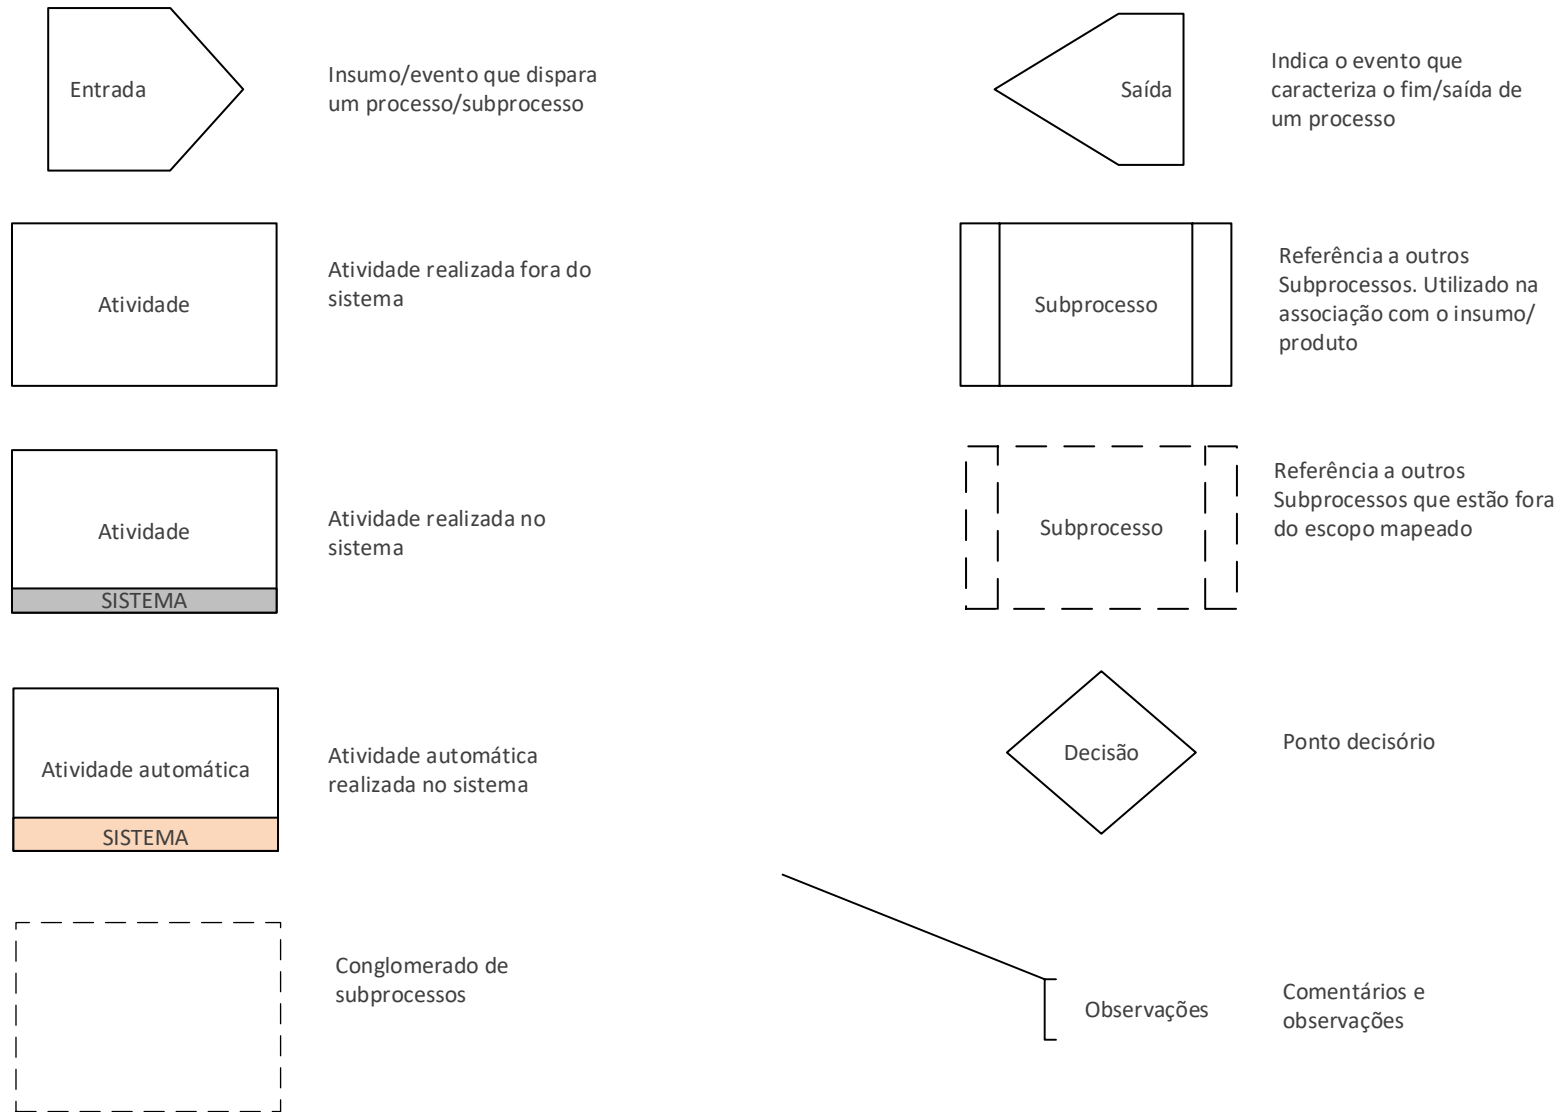 Entrada
Insumo/evento que dispara
um processo/subprocesso
Saída
Indica o evento que
caracteriza o fim/saída de
um processo
Atividade
Atividade realizada fora do
sistema
Subprocesso
Referência a outros
Subprocessos. Utilizado na
associação com o insumo/
produto
Atividade
SISTEMA
Atividade realizada no
sistema
Subprocesso
Referência a outros
Subprocessos que estão fora
do escopo mapeado
Atividade automática
SISTEMA
Atividade automática
realizada no sistema
Decisão
Ponto decisório
Conglomerado de
subprocessos
Observações
Comentários e
observações